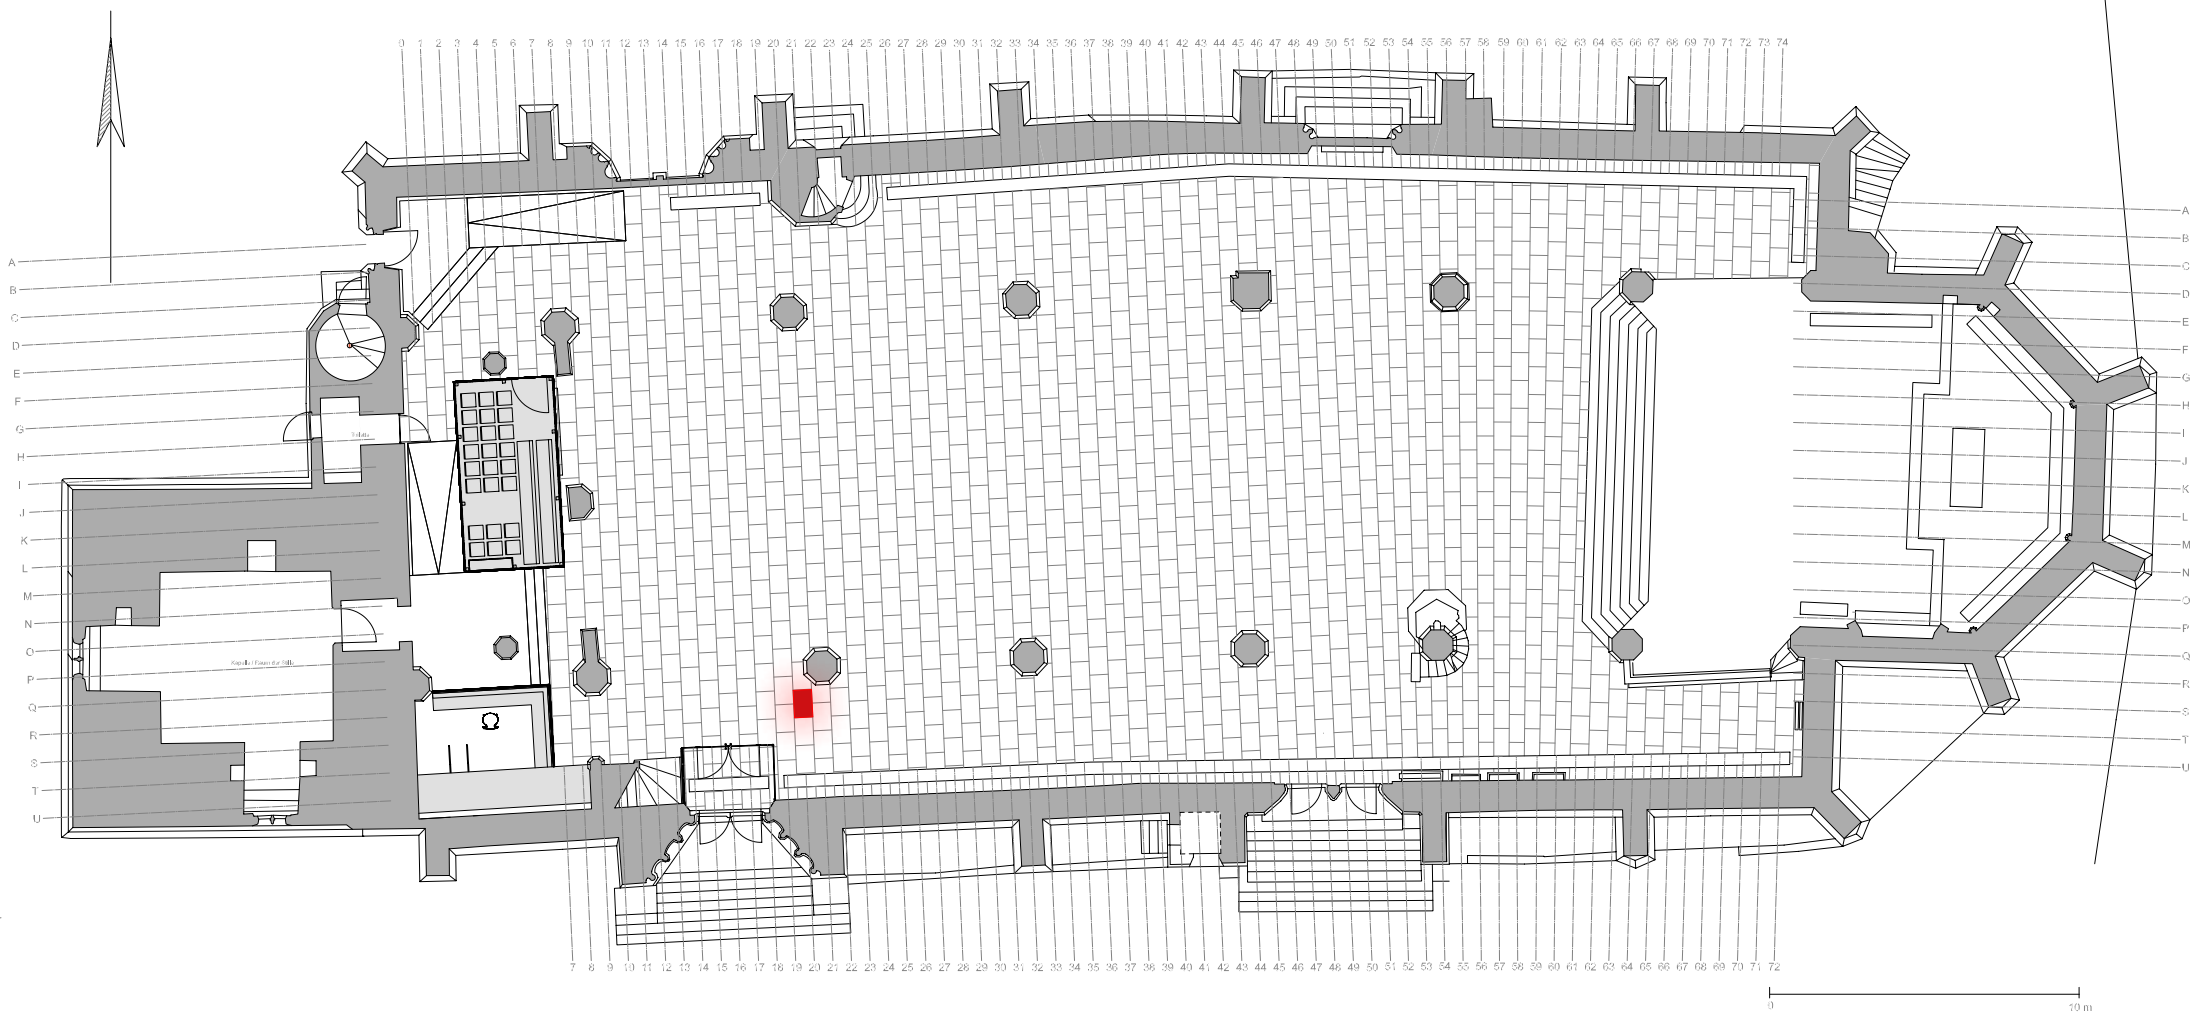 0 1 2 3 4 5 6 7 8 9 10 11 12 13 14 15 16 17 18 19 20 21 22 23 24 25 26 27 28 29 30 31 32 33 34 35 36 37 38 39 40 41 42 43 44 45 46 47 48 49 50 51 52 53 54 55 56 57 58 59 60 61 62 63 64 65 66 67 68 69 70 71 72 73 74
A
B
C
D
E
F
G
H
I
J
K
L
M
N
O
P
Q
R
S
T
U
A
B
C
D
E
F
G
H
I
J
K
L
M
N
O
P
Q
R
S
T
U
Kapelle / Raum der Stille
7 8 9 10 11 12 13 14 15 16 17 18 19 20 21 22 23 24 25 26 27 28 29 30 31 32 33 34 35 36 37 38 39 40 41 42 43 44 45 46 47 48 49 50 51 52 53 54 55 56 57 58 59 60 61 62 63 64 65 66 67 68 69 70 71 72
0 10 m